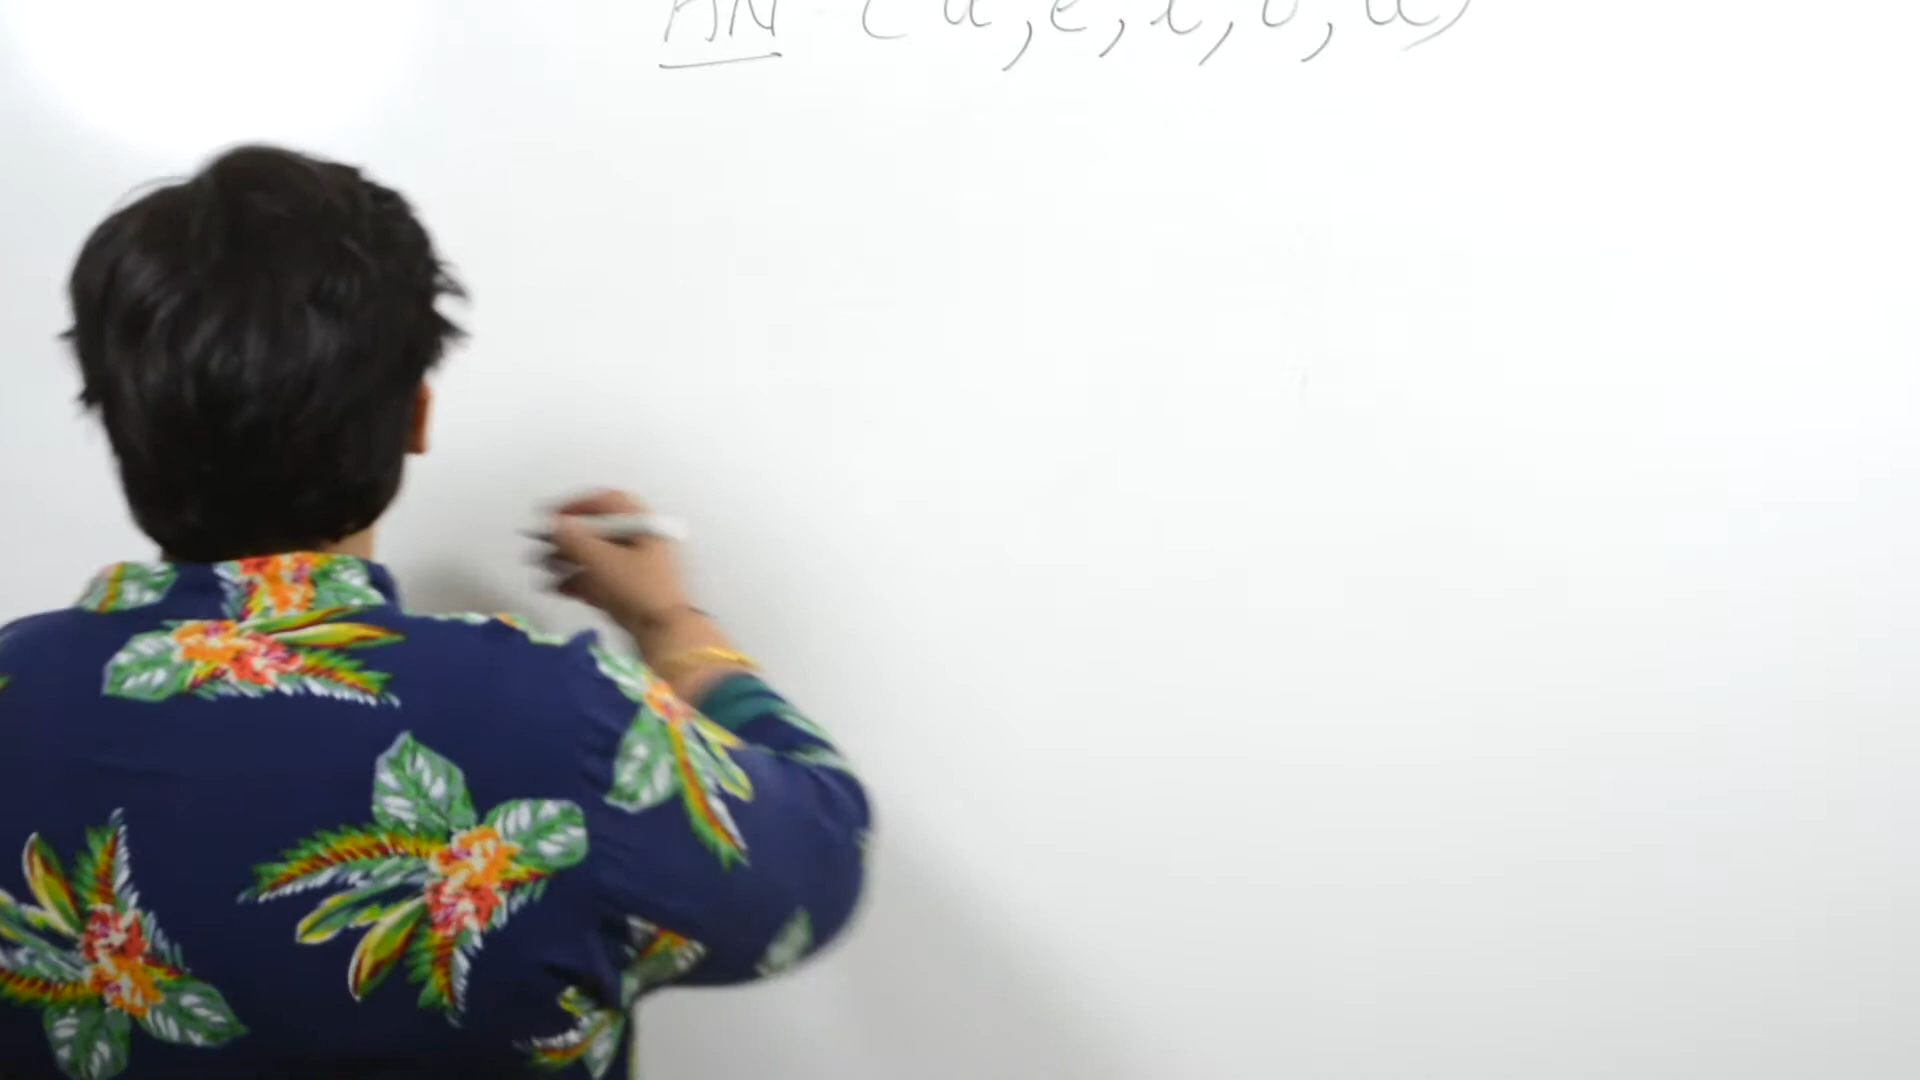 AN (a, e, i, o, u)